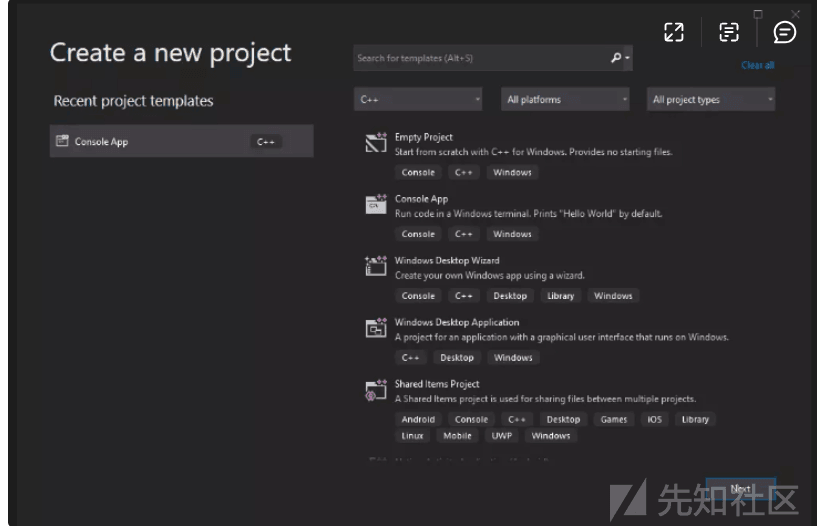 Create a new project
Search for templates (Alt+S)
Clear all
Recent project templates
C++
All platforms
All project types
Console App
C++
Empty Project
Start from scratch with C++ for Windows. Provides no starting files.
Console
C++
Windows
Console App
Run code in a Windows terminal. Prints "Hello World" by default.
Console
C++
Windows
Windows Desktop Wizard
Create your own Windows app using a wizard.
Console
C++
Desktop
Library
Windows
Windows Desktop Application
A project for an application with a graphical user interface that runs on Windows.
C++
Desktop
Windows
Shared Items Project
A Shared Items project is used for sharing files between multiple projects.
Android
Console
C++
Desktop
Games
iOS
Library
Linux
Mobile
UWP
Windows
Next
先知社区